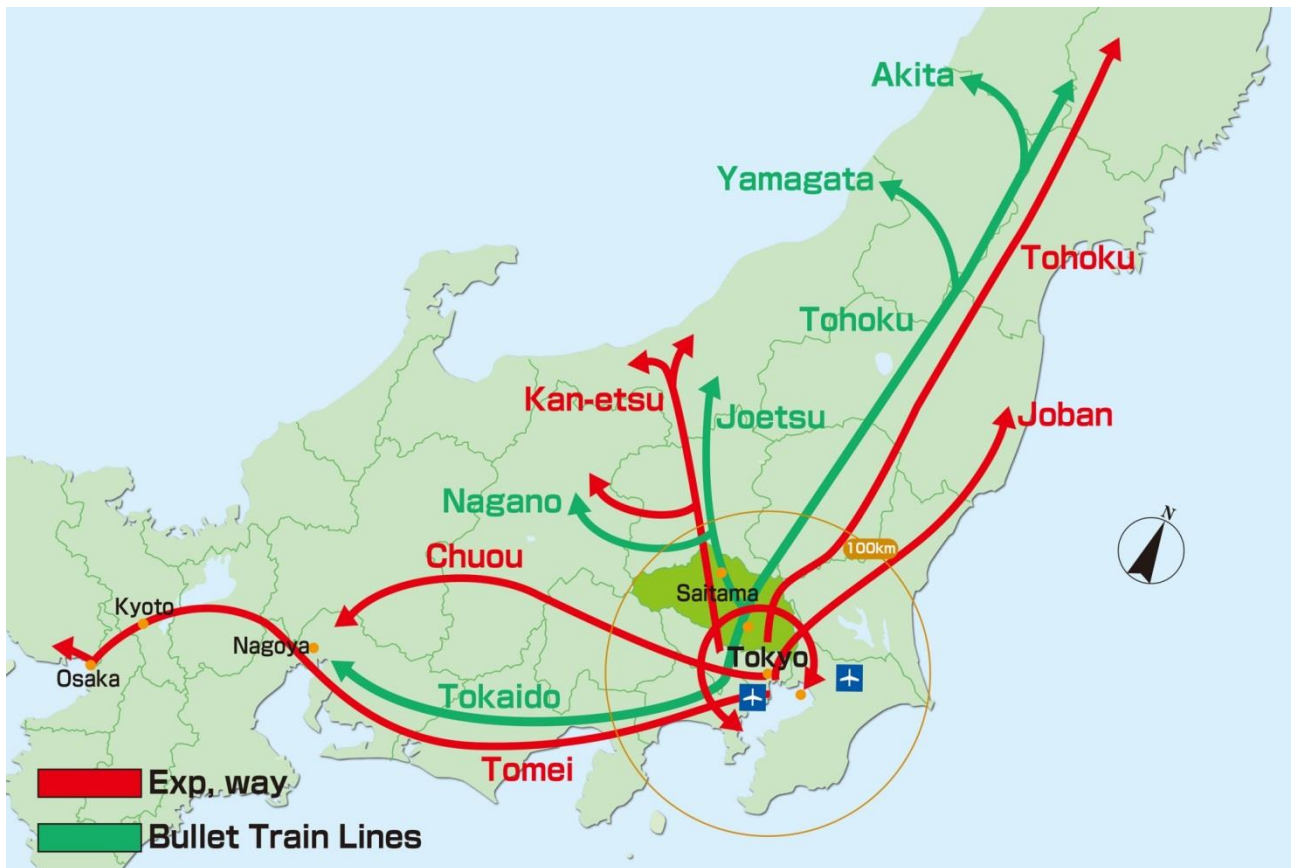 Akita
Yamagata
Tohoku
Tohoku
Kan-etsu
Joetsu
Joban
Nagano
100km
N
Chuou
Saitama
Kyoto
Nagoya
Tokyo
Osaka
Tokaido
Tomei
Exp, way
Bullet Train Lines